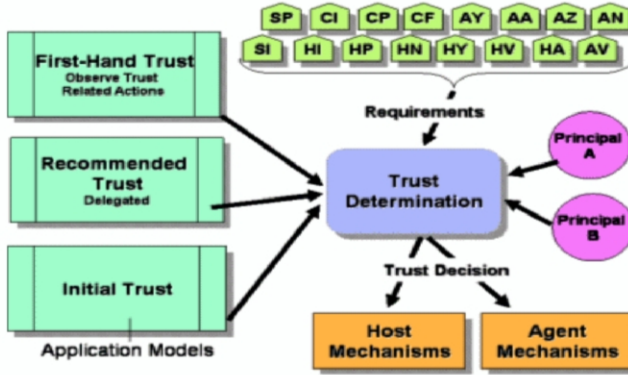 SP CI CP CF AY AA AZ AN
SI HI HP HN HY HV HA AV
First-Hand Trust
Observe Trust
Related Actions
Requirements
Principal
A
Recommended
Trust
Delegated
Trust
Determination
Principal
B
Initial Trust
Trust Decision
Application Models
Host
Mechanisms
Agent
Mechanisms